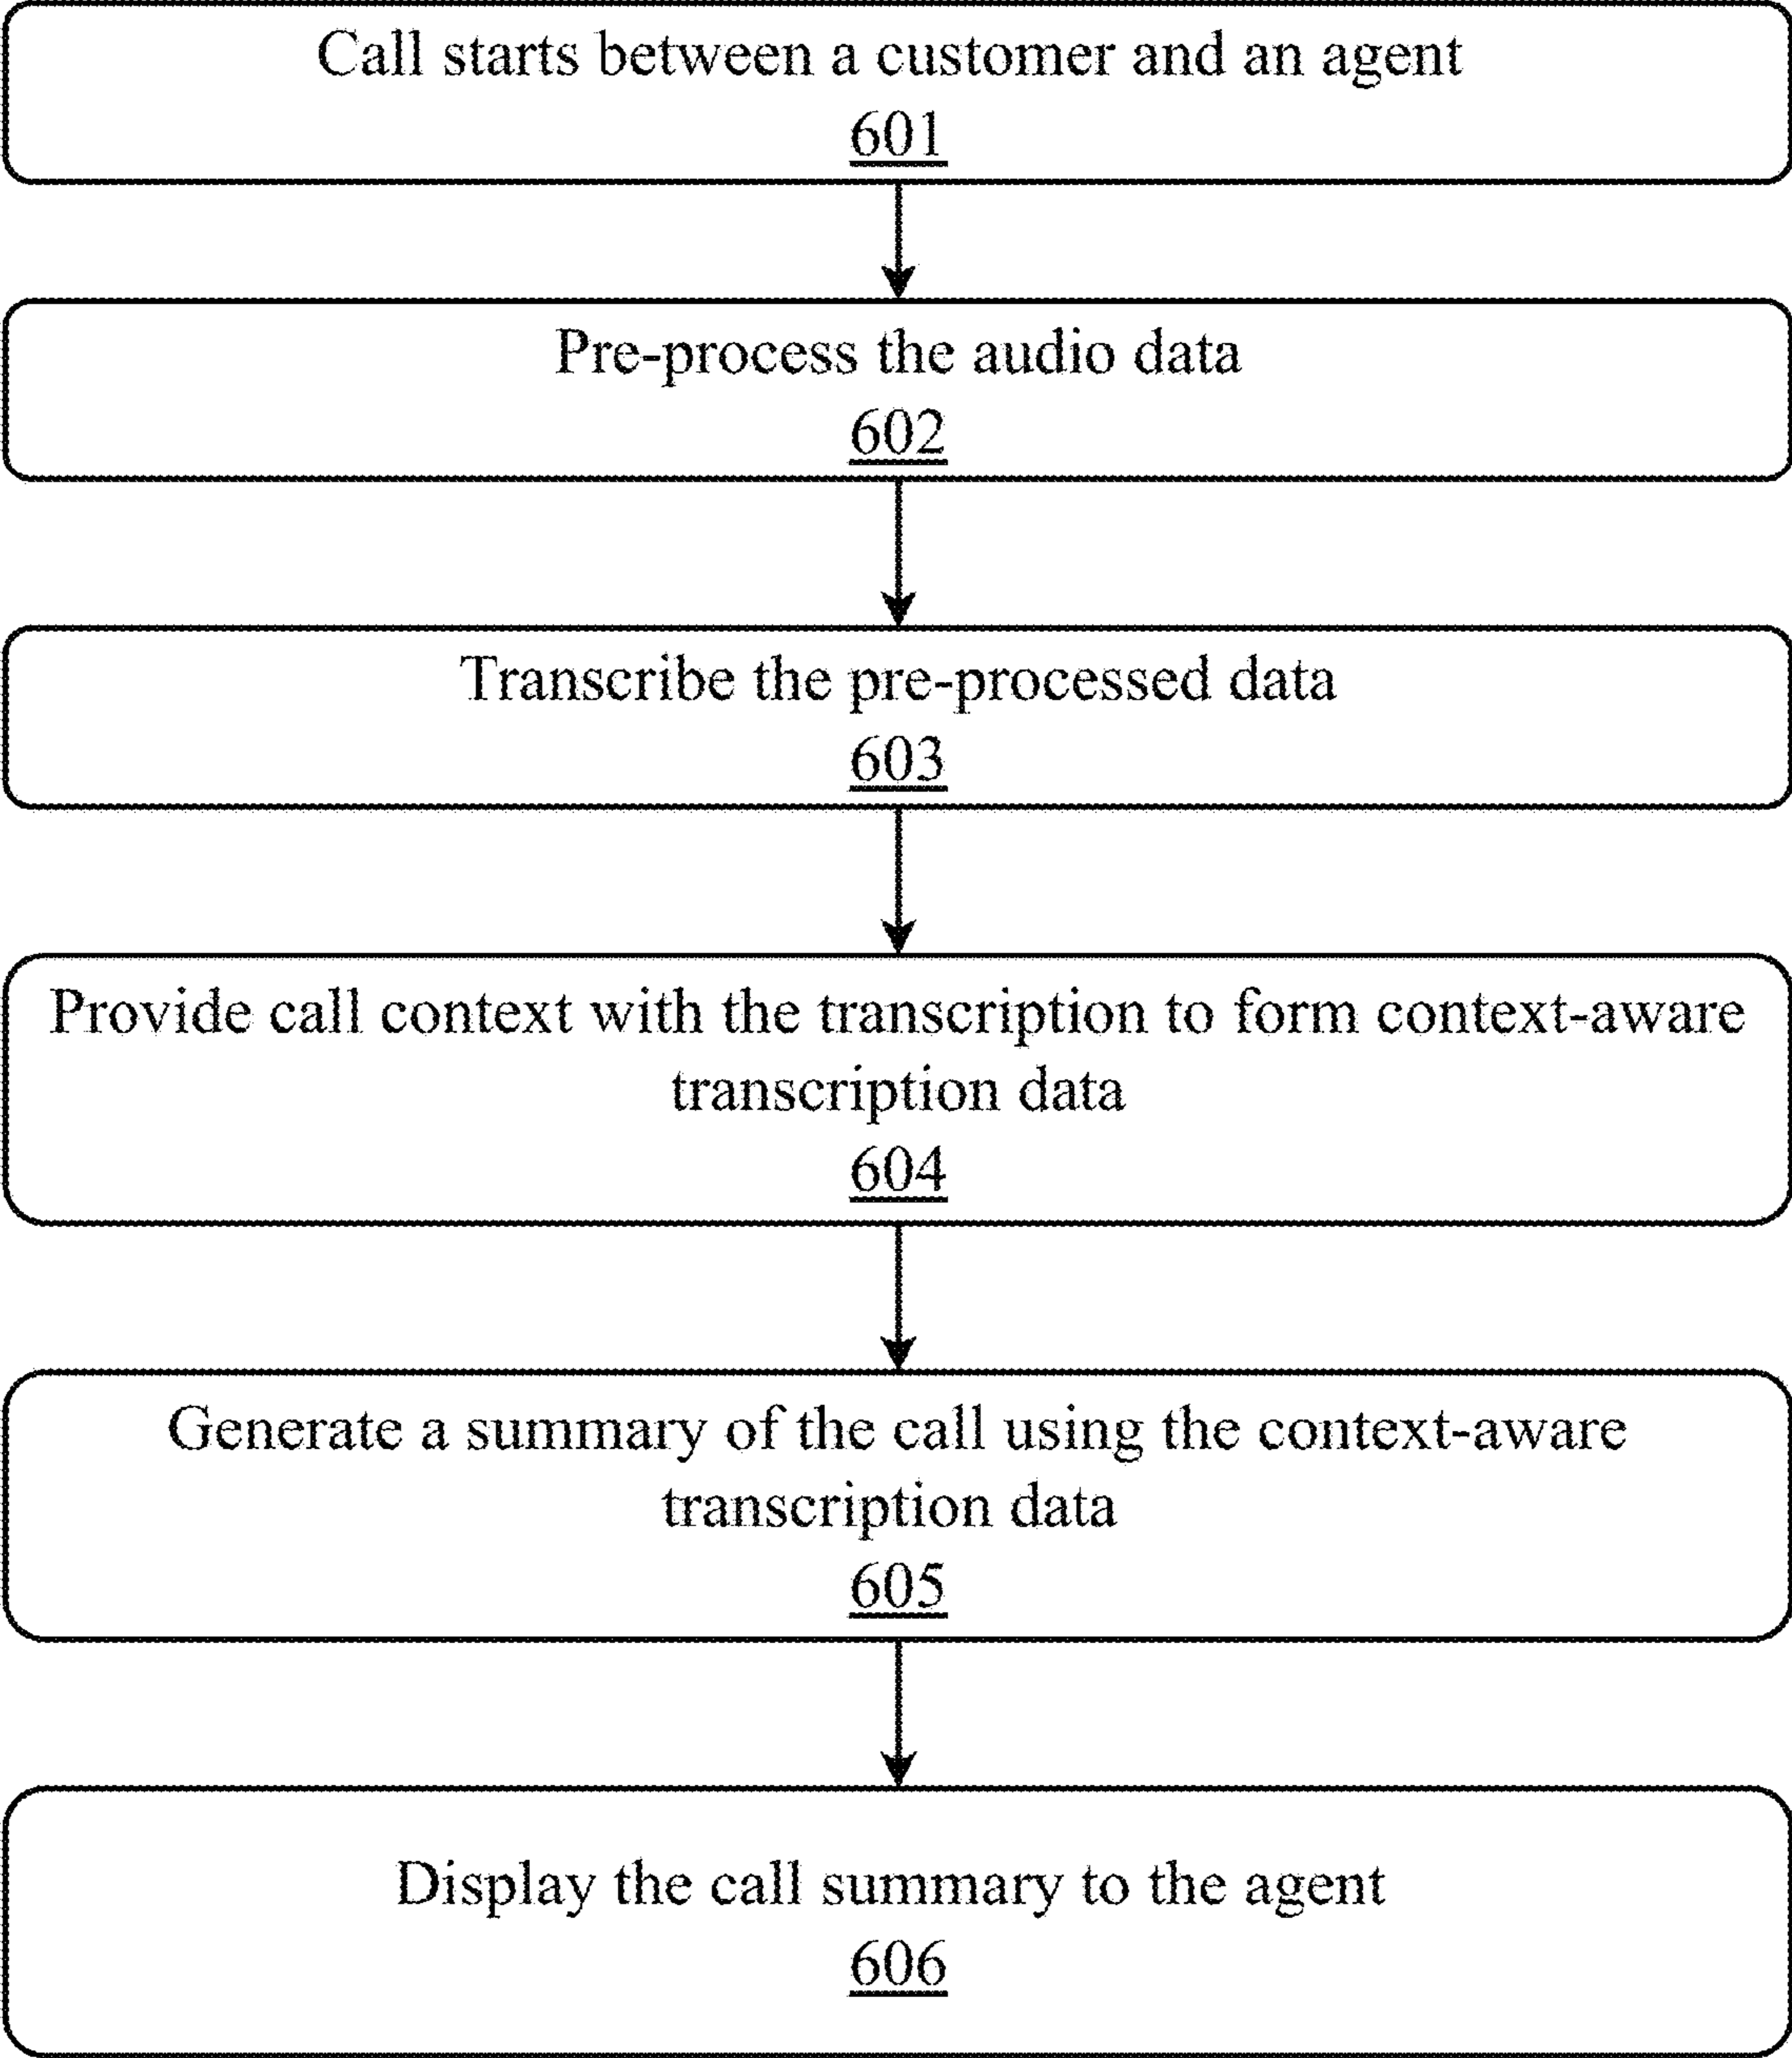 Call starts between a customer and an agent
601
Pre-process the audio data
602
Transcribe the pre-processed data
603
Provide call context with the transcription to form context-aware
transcription data
604
Generate a summary of the call using the context-aware
transcription data
605
Display the call summary to the agent
606